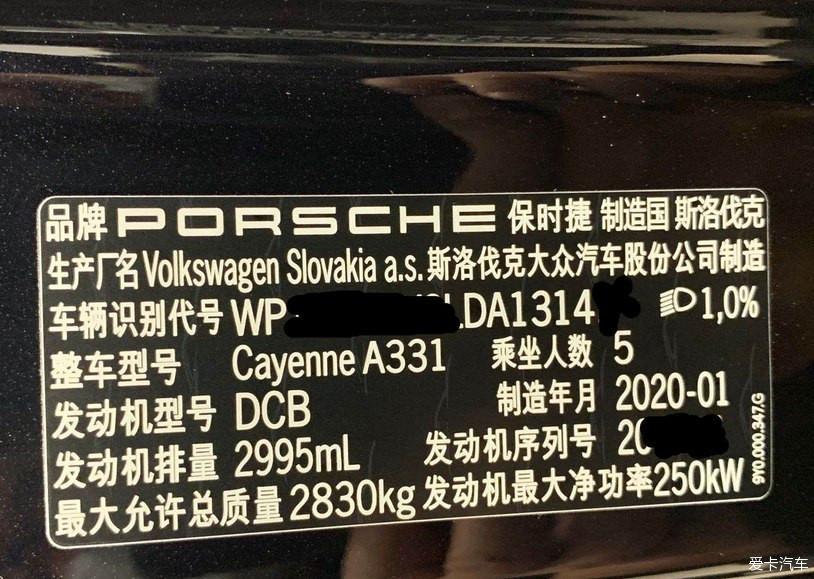 品牌 PORSCHE 保时捷 制造国 斯洛伐克
生产厂名 Volkswagen Slovakia a.s. 斯洛伐克大众汽车股份公司制造
车辆识别代号 WP LDA1314 1,0%
整车型号 Cayenne A331 乘坐人数 5
发动机型号 DCB 制造年月 2020-01
发动机排量 2995mL 发动机序列号 20
最大允许总质量 2830kg 发动机最大净功率 250kW
9Y0.000.347.G
爱卡汽车